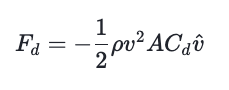 $F_d = -\frac{1}{2}\rho v^2 A C_d \hat{v}$